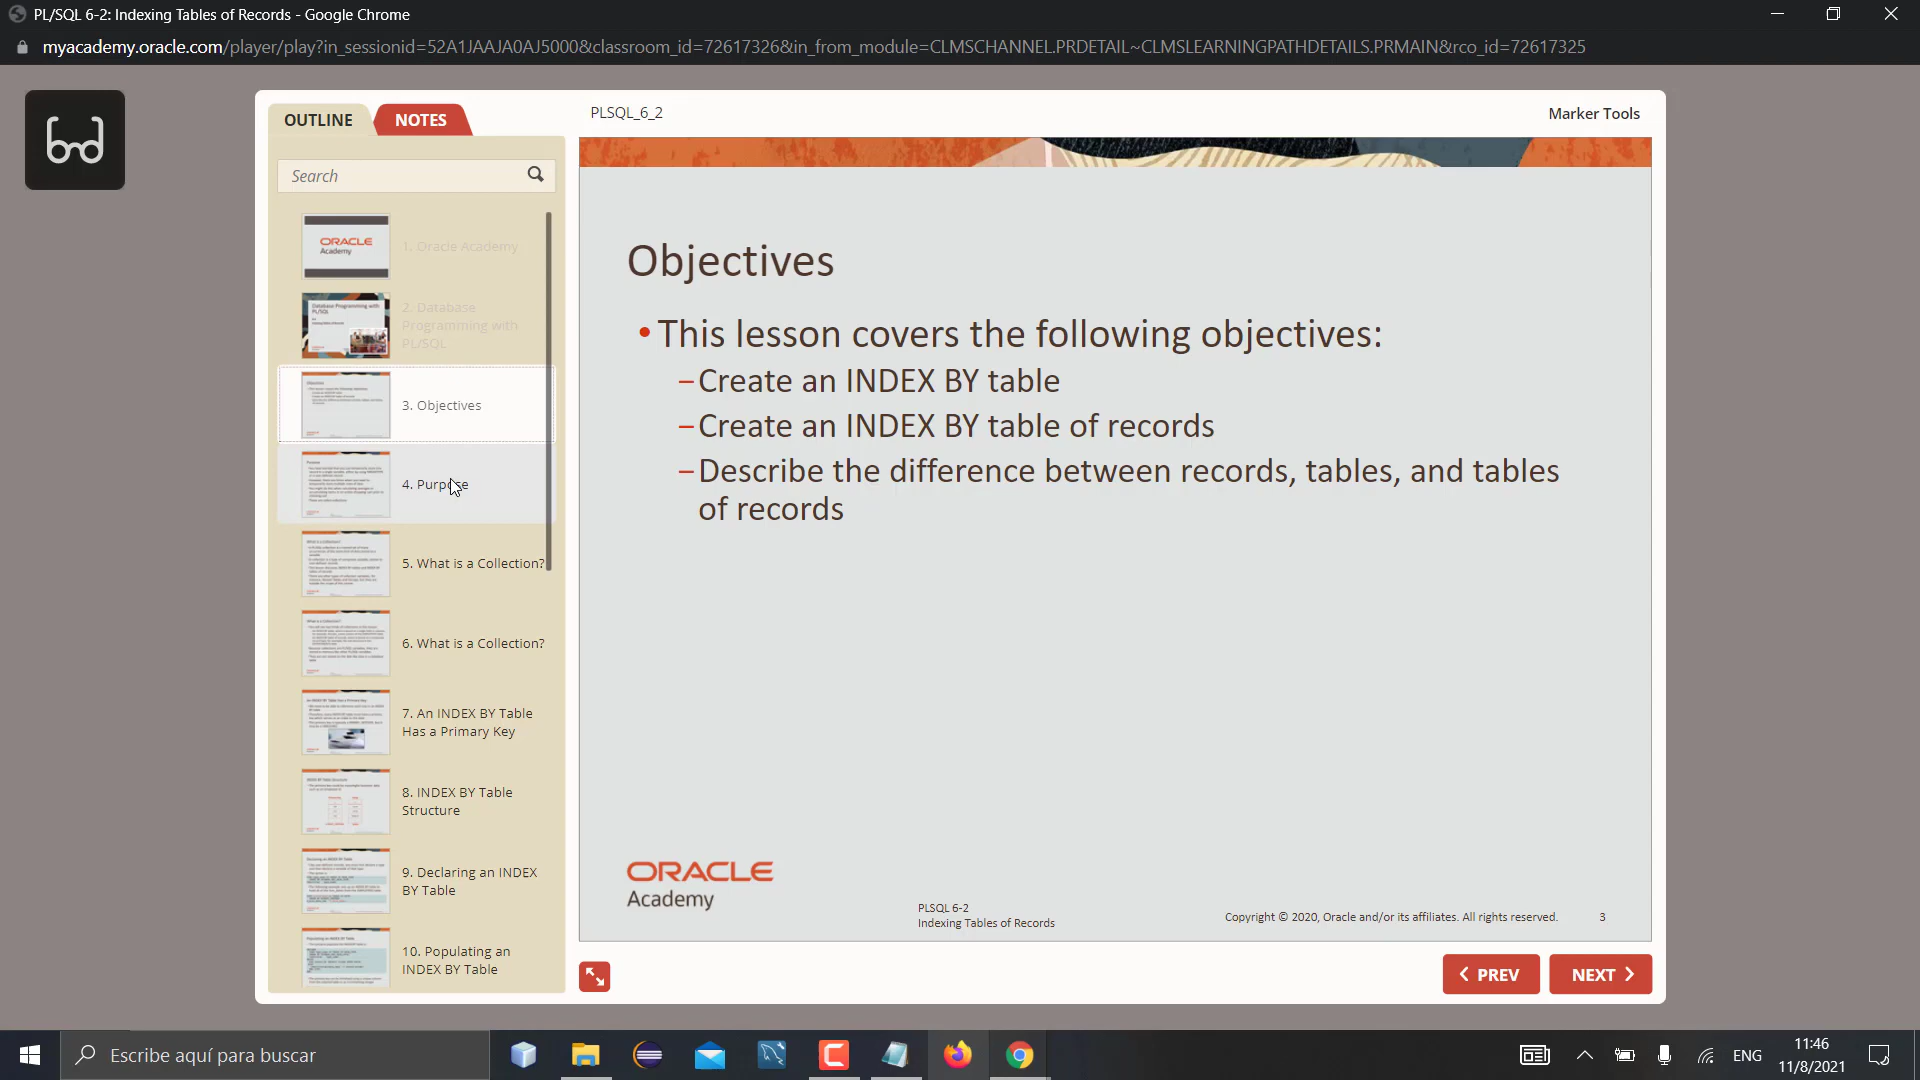 PL/SQL 6-2: Indexing Tables of Records - Google Chrome
myacademy.oracle.com/player/play?in_sessionid=52A1JAAJA0AJ5000&classroom_id=72617326&in_from_module=CLMSCHANNEL.PRDETAIL~CLMSLEARNINGPATHDETAILS.PRMAIN&rco_id=72617325
OUTLINE
NOTES
PLSQL_6_2
Marker Tools
Search
ORACLE
Academy
1. Oracle Academy
Database Programming with
PL/SQL
2. Database
Programming with
PL/SQL
3. Objectives
4. Purpose
5. What is a Collection?
6. What is a Collection?
7. An INDEX BY Table
Has a Primary Key
8. INDEX BY Table
Structure
9. Declaring an INDEX
BY Table
10. Populating an
INDEX BY Table
Objectives
•This lesson covers the following objectives:
–Create an INDEX BY table
–Create an INDEX BY table of records
–Describe the difference between records, tables, and tables
of records
ORACLE
Academy
PLSQL 6-2
Indexing Tables of Records
Copyright © 2020, Oracle and/or its affiliates. All rights reserved.
3
PREV
NEXT
Escribe aquí para buscar
ENG
11:46
11/8/2021